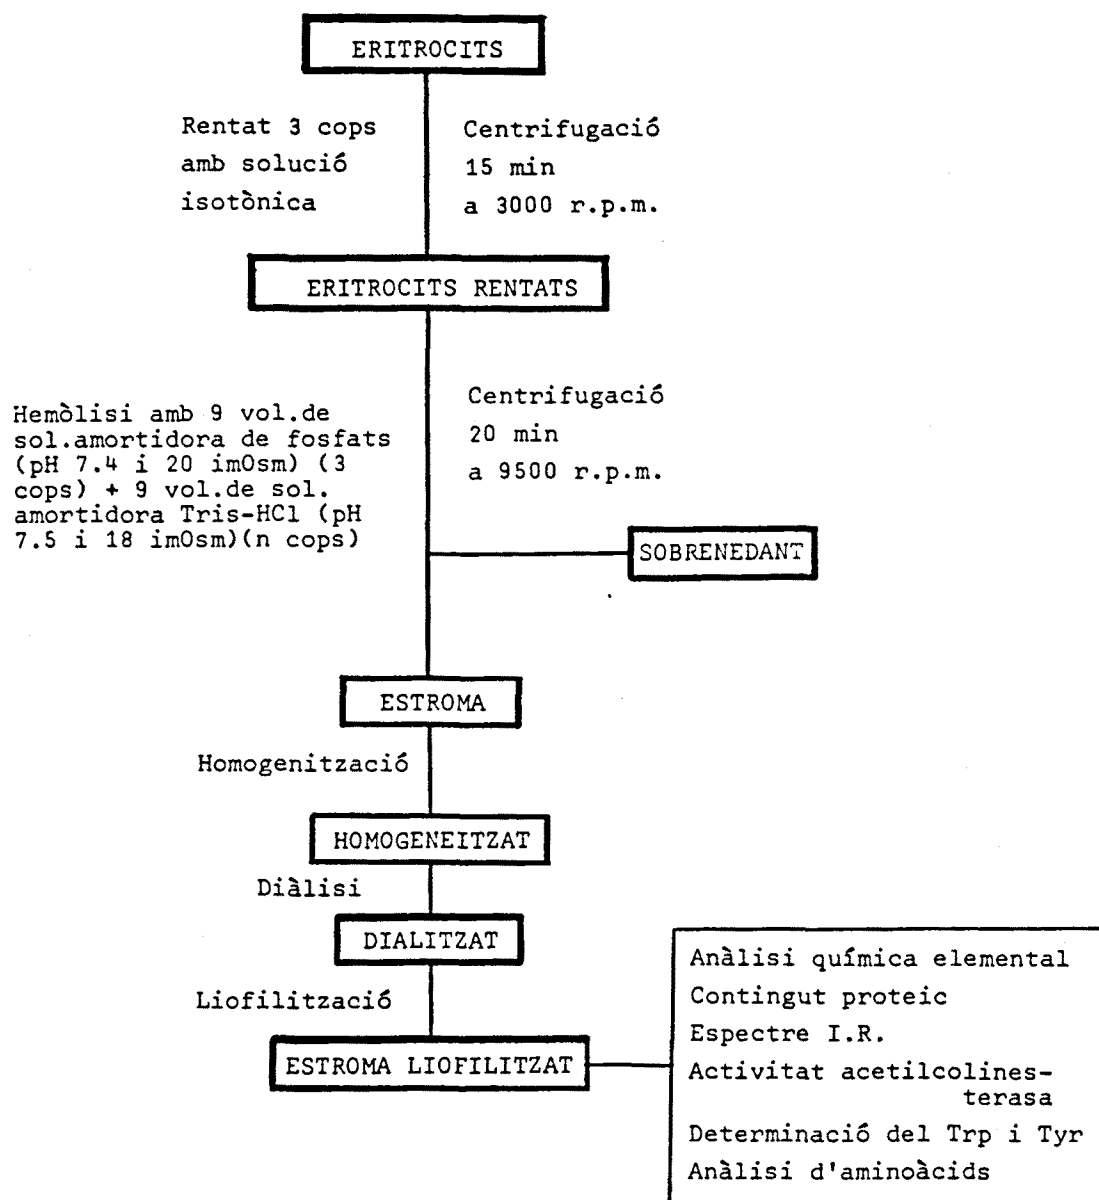 ERITROCITS
Rentat 3 cops
amb solució
isotònica
Centrifugació
15 min
a 3000 r.p.m.
ERITROCITS RENTATS
Hemòlisi amb 9 vol.de
sol.amortidora de fosfats
(pH 7.4 i 20 imOsm) (3
cops) + 9 vol.de sol.
amortidora Tris-HCl (pH
7.5 i 18 imOsm)(n cops)
Centrifugació
20 min
a 9500 r.p.m.
SOBRENEDANT
ESTROMA
Homogenització
HOMOGENEITZAT
Diàlisi
DIALITZAT
Liofilització
ESTROMA LIOFILITZAT
Anàlisi química elemental
Contingut proteic
Espectre I.R.
Activitat acetilcolines-
terasa
Determinació del Trp i Tyr
Anàlisi d'aminoàcids